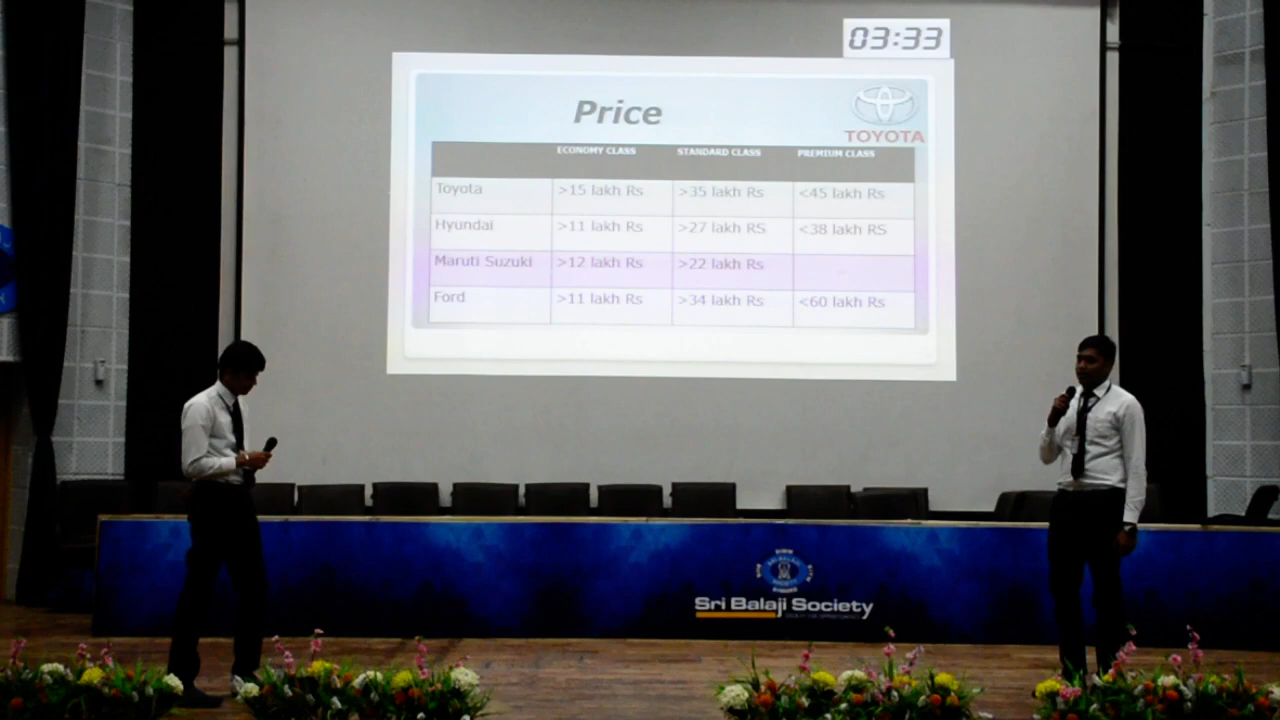 03:33
Price
TOYOTA
ECONOMY CLASS STANDARD CLASS PREMIUM CLASS
Toyota >15 lakh Rs >35 lakh Rs <45 lakh Rs
Hyundai >11 lakh Rs >27 lakh RS <38 lakh RS
Maruti Suzuki >12 lakh Rs >22 lakh Rs
Ford >11 lakh Rs >34 lakh Rs <60 lakh Rs
Sri Balaji Society